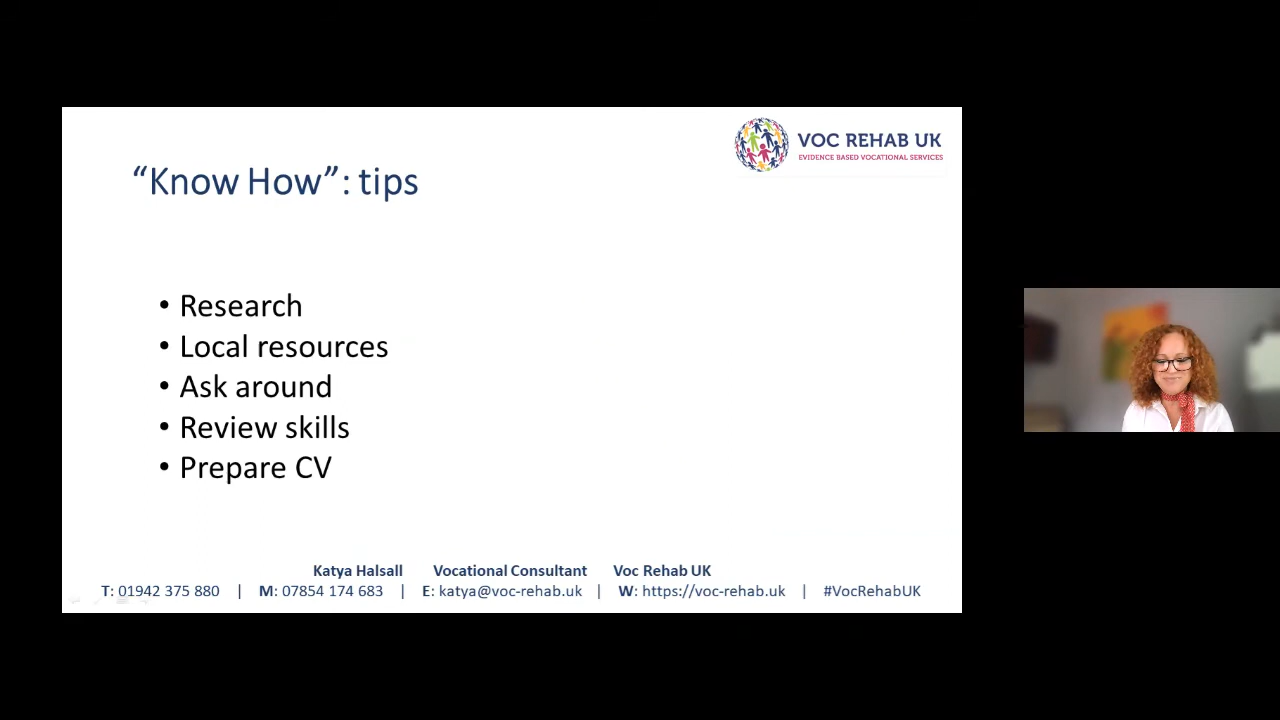 VOC REHAB UK
EVIDENCE BASED VOCATIONAL SERVICES
“Know How”: tips
• Research
• Local resources
• Ask around
• Review skills
• Prepare CV
Katya Halsall Vocational Consultant Voc Rehab UK
T: 01942 375 880 | M: 07854 174 683 | E: katya@voc-rehab.uk | W: https://voc-rehab.uk | #VocRehabUK